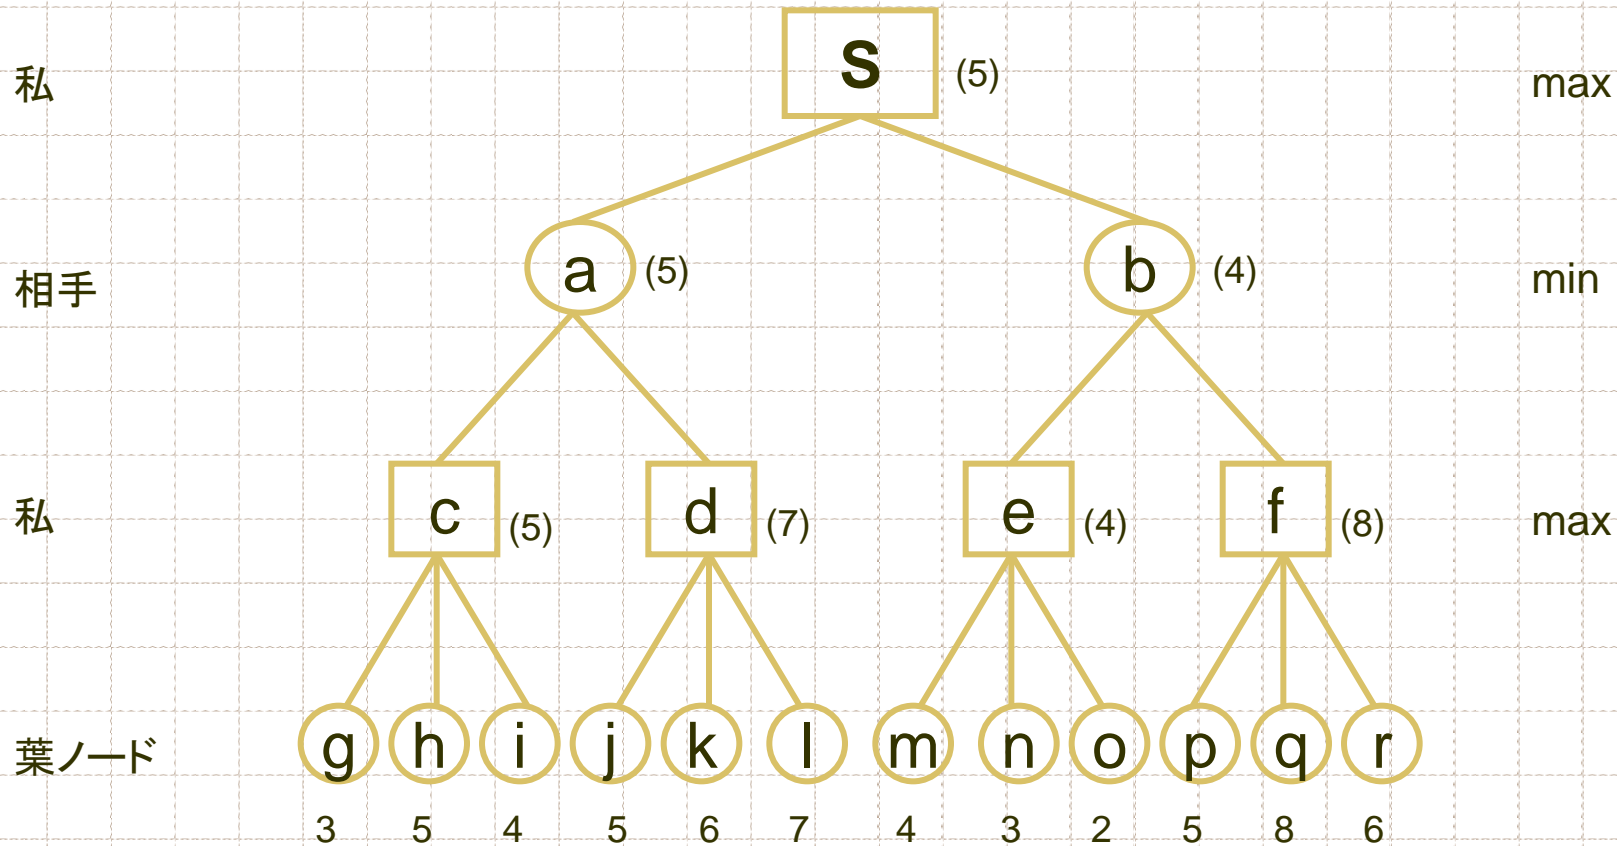 私 S (5) max
相手 a (5) b (4) min
私 c (5) d (7) e (4) f (8) max
葉ノード g h i j k l m n o p q r
3 5 4 5 6 7 4 3 2 5 8 6